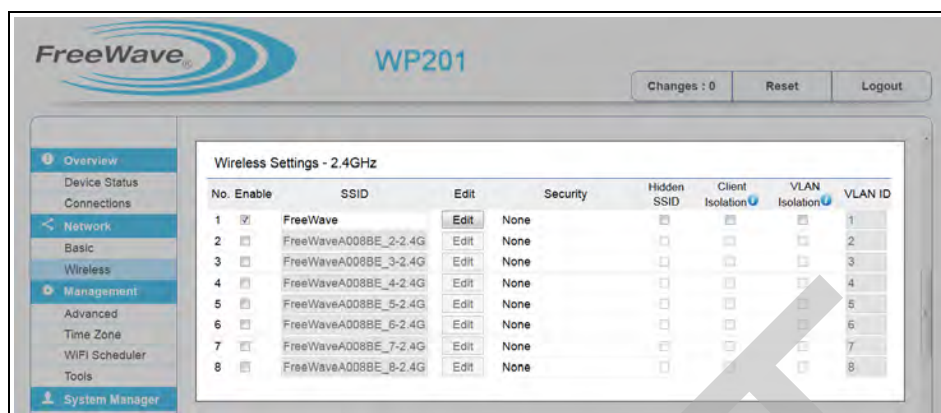 FreeWave®
WP201
Changes : 0 Reset Logout
Overview
Device Status
Connections
Network
Basic
Wireless
Management
Advanced
Time Zone
WiFi Scheduler
Tools
System Manager
Wireless Settings - 2.4GHz
No. Enable SSID Edit Security Hidden SSID Client Isolation VLAN Isolation VLAN ID
1 FreeWave Edit None 1
2 FreeWaveA008BE_2-2.4G Edit None 2
3 FreeWaveA008BE_3-2.4G Edit None 3
4 FreeWaveA008BE_4-2.4G Edit None 4
5 FreeWaveA008BE_5-2.4G Edit None 5
6 FreeWaveA008BE_6-2.4G Edit None 6
7 FreeWaveA008BE_7-2.4G Edit None 7
8 FreeWaveA008BE_8-2.4G Edit None 8